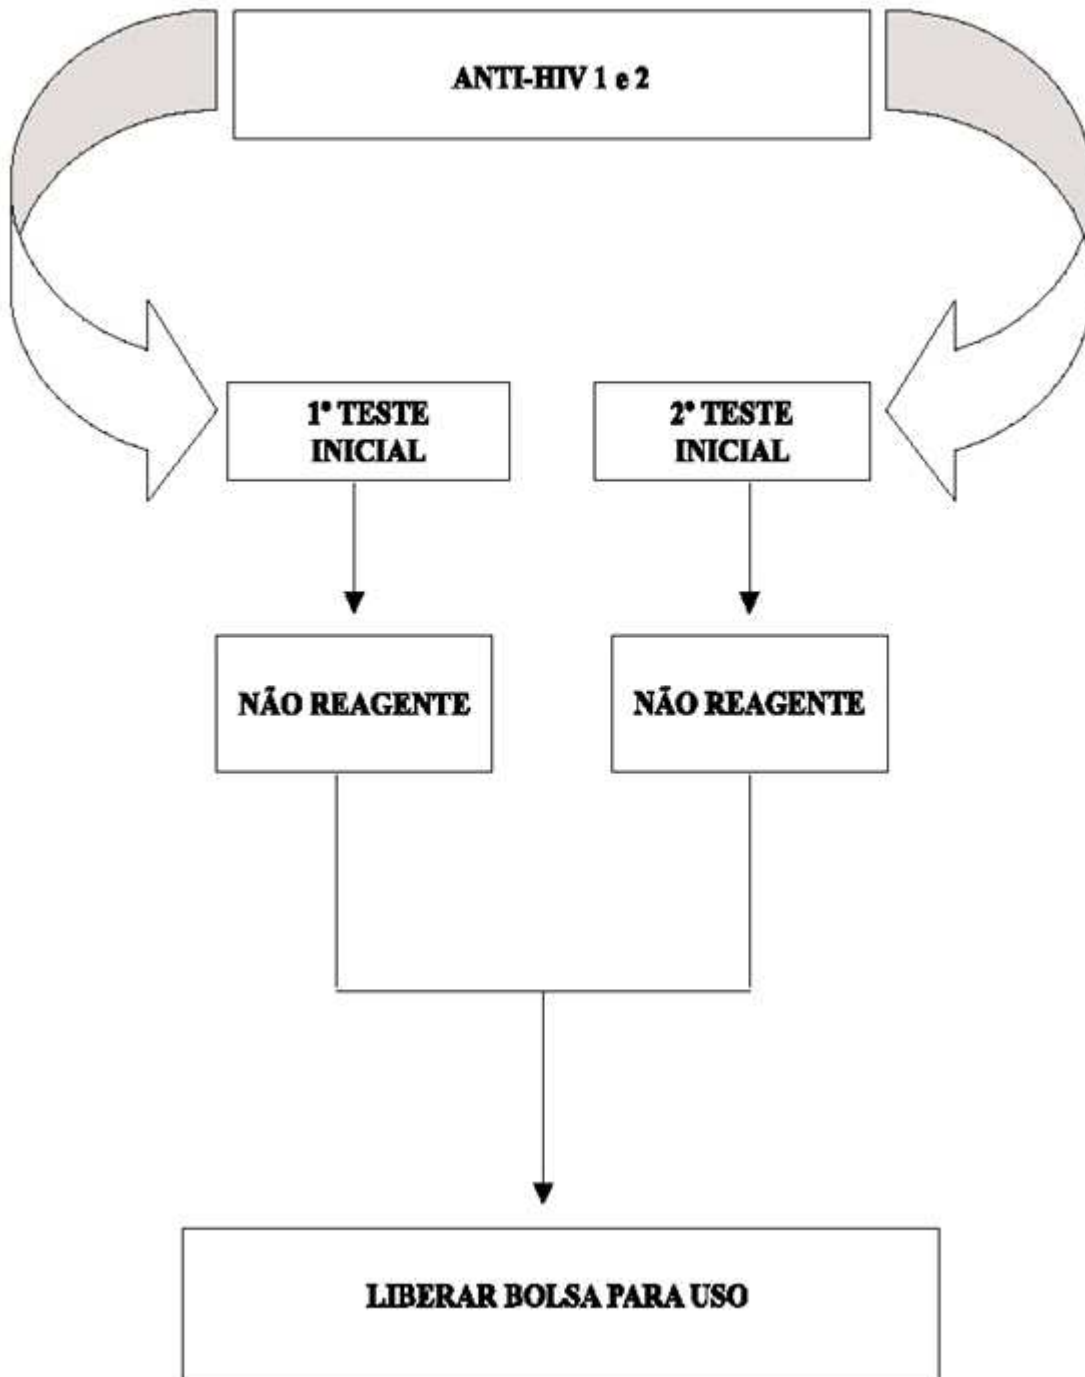 ANTI-HIV 1 e 2
1º TESTE
INICIAL
2º TESTE
INICIAL
NÃO REAGENTE
NÃO REAGENTE
LIBERAR BOLSA PARA USO